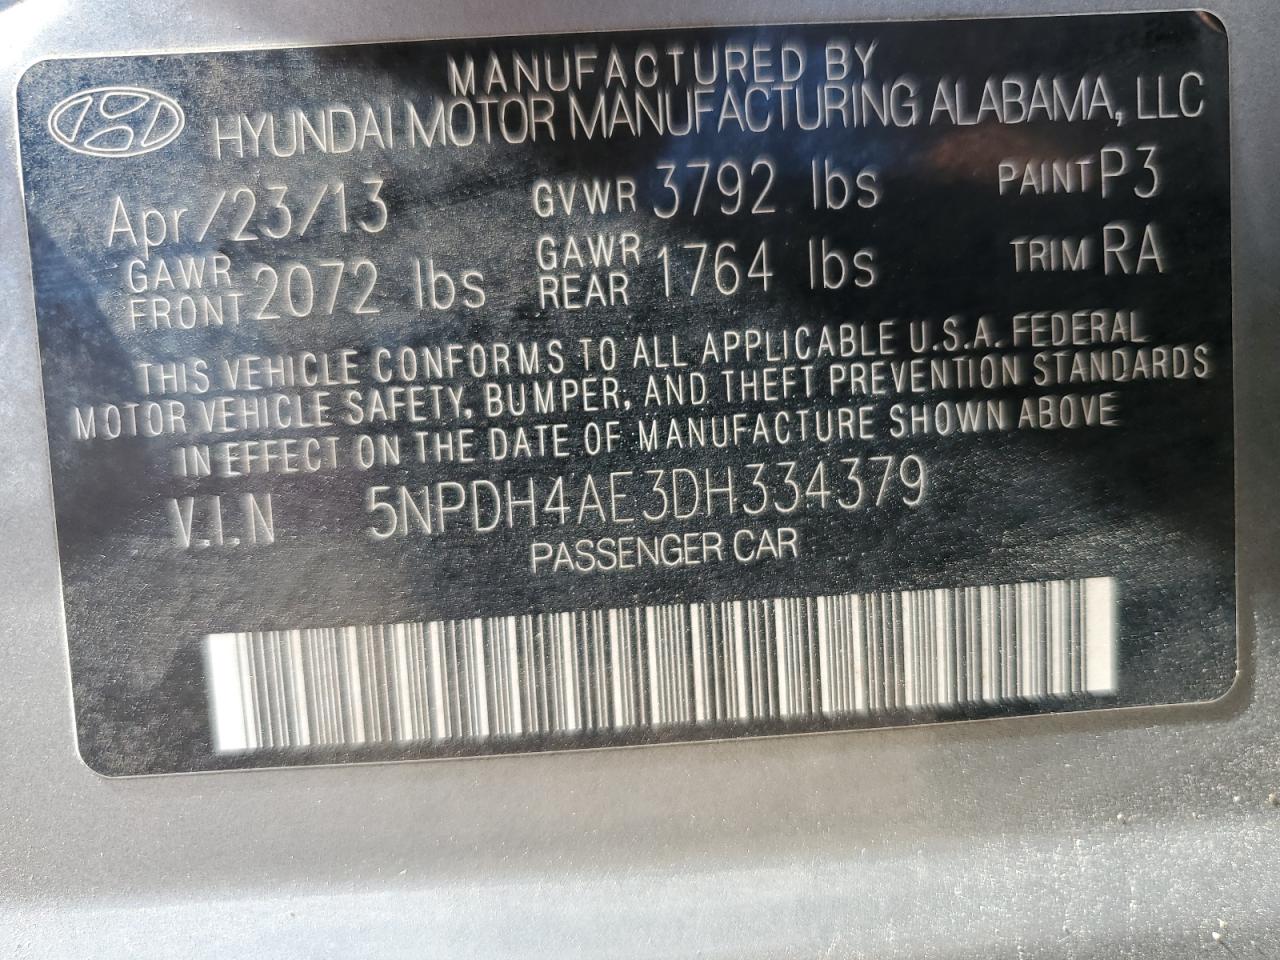 MANUFACTURED BY
HYUNDAI MOTOR MANUFACTURING ALABAMA, LLC
Apr/23/13 GVWR 3792 lbs PAINT P3
GAWR FRONT 2072 lbs GAWR REAR 1764 lbs TRIM RA
THIS VEHICLE CONFORMS TO ALL APPLICABLE U.S.A. FEDERAL
MOTOR VEHICLE SAFETY, BUMPER, AND THEFT PREVENTION STANDARDS
IN EFFECT ON THE DATE OF MANUFACTURE SHOWN ABOVE
V.I.N 5NPDH4AE3DH334379
PASSENGER CAR